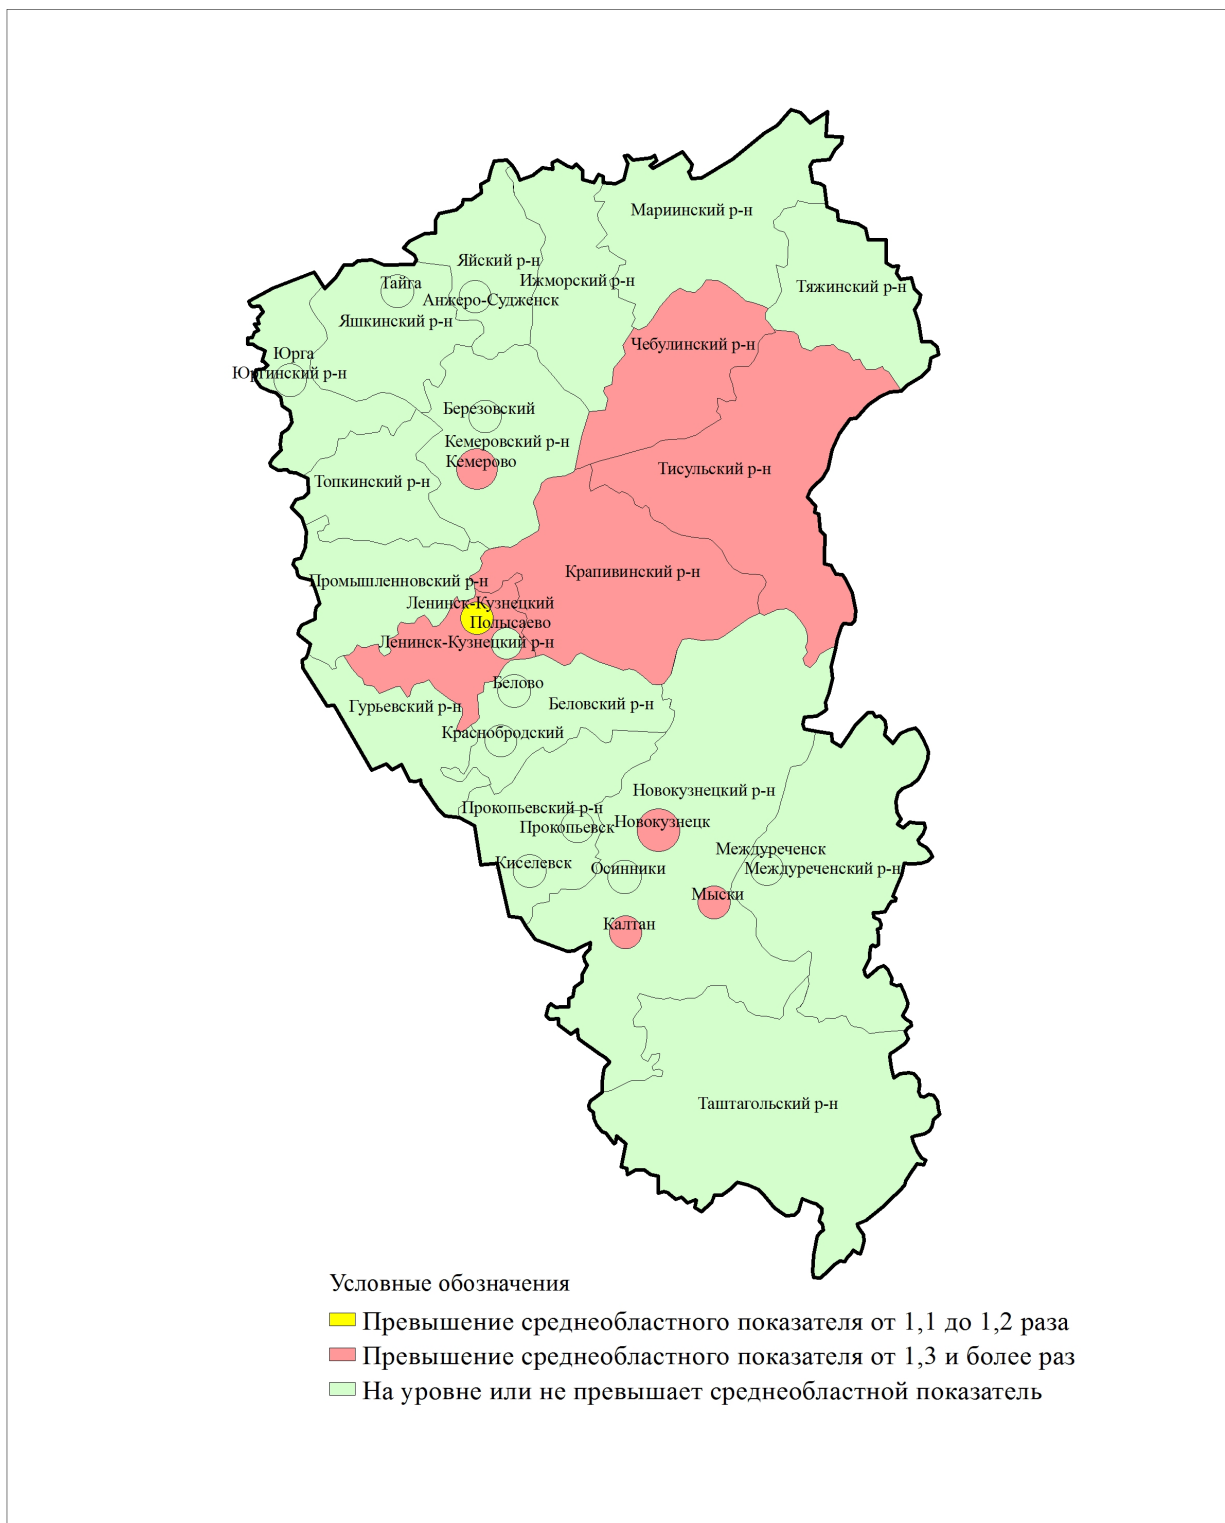 Мариинский р-н
Яйский р-н
Ижморский р-н
Тяжинский р-н
Тайга
Анжеро-Судженск
Яшкинский р-н
Чебулинский р-н
Юрга
Юргинский р-н
Березовский
Кемеровский р-н
Кемерово
Тисульский р-н
Топкинский р-н
Крапивинский р-н
Промышленновский р-н
Ленинск-Кузнецкий
Полысаево
Ленинск-Кузнецкий р-н
Белово
Беловский р-н
Гурьевский р-н
Краснобродский
Новокузнецкий р-н
Прокопьевский р-н
Новокузнецк
Прокопьевск
Междуреченск
Киселевск
Осинники
Междуреченский р-н
Мыски
Калтан
Таштагольский р-н
Условные обозначения
Превышение среднеобластного показателя от 1,1 до 1,2 раза
Превышение среднеобластного показателя от 1,3 и более раз
На уровне или не превышает среднеобластной показатель